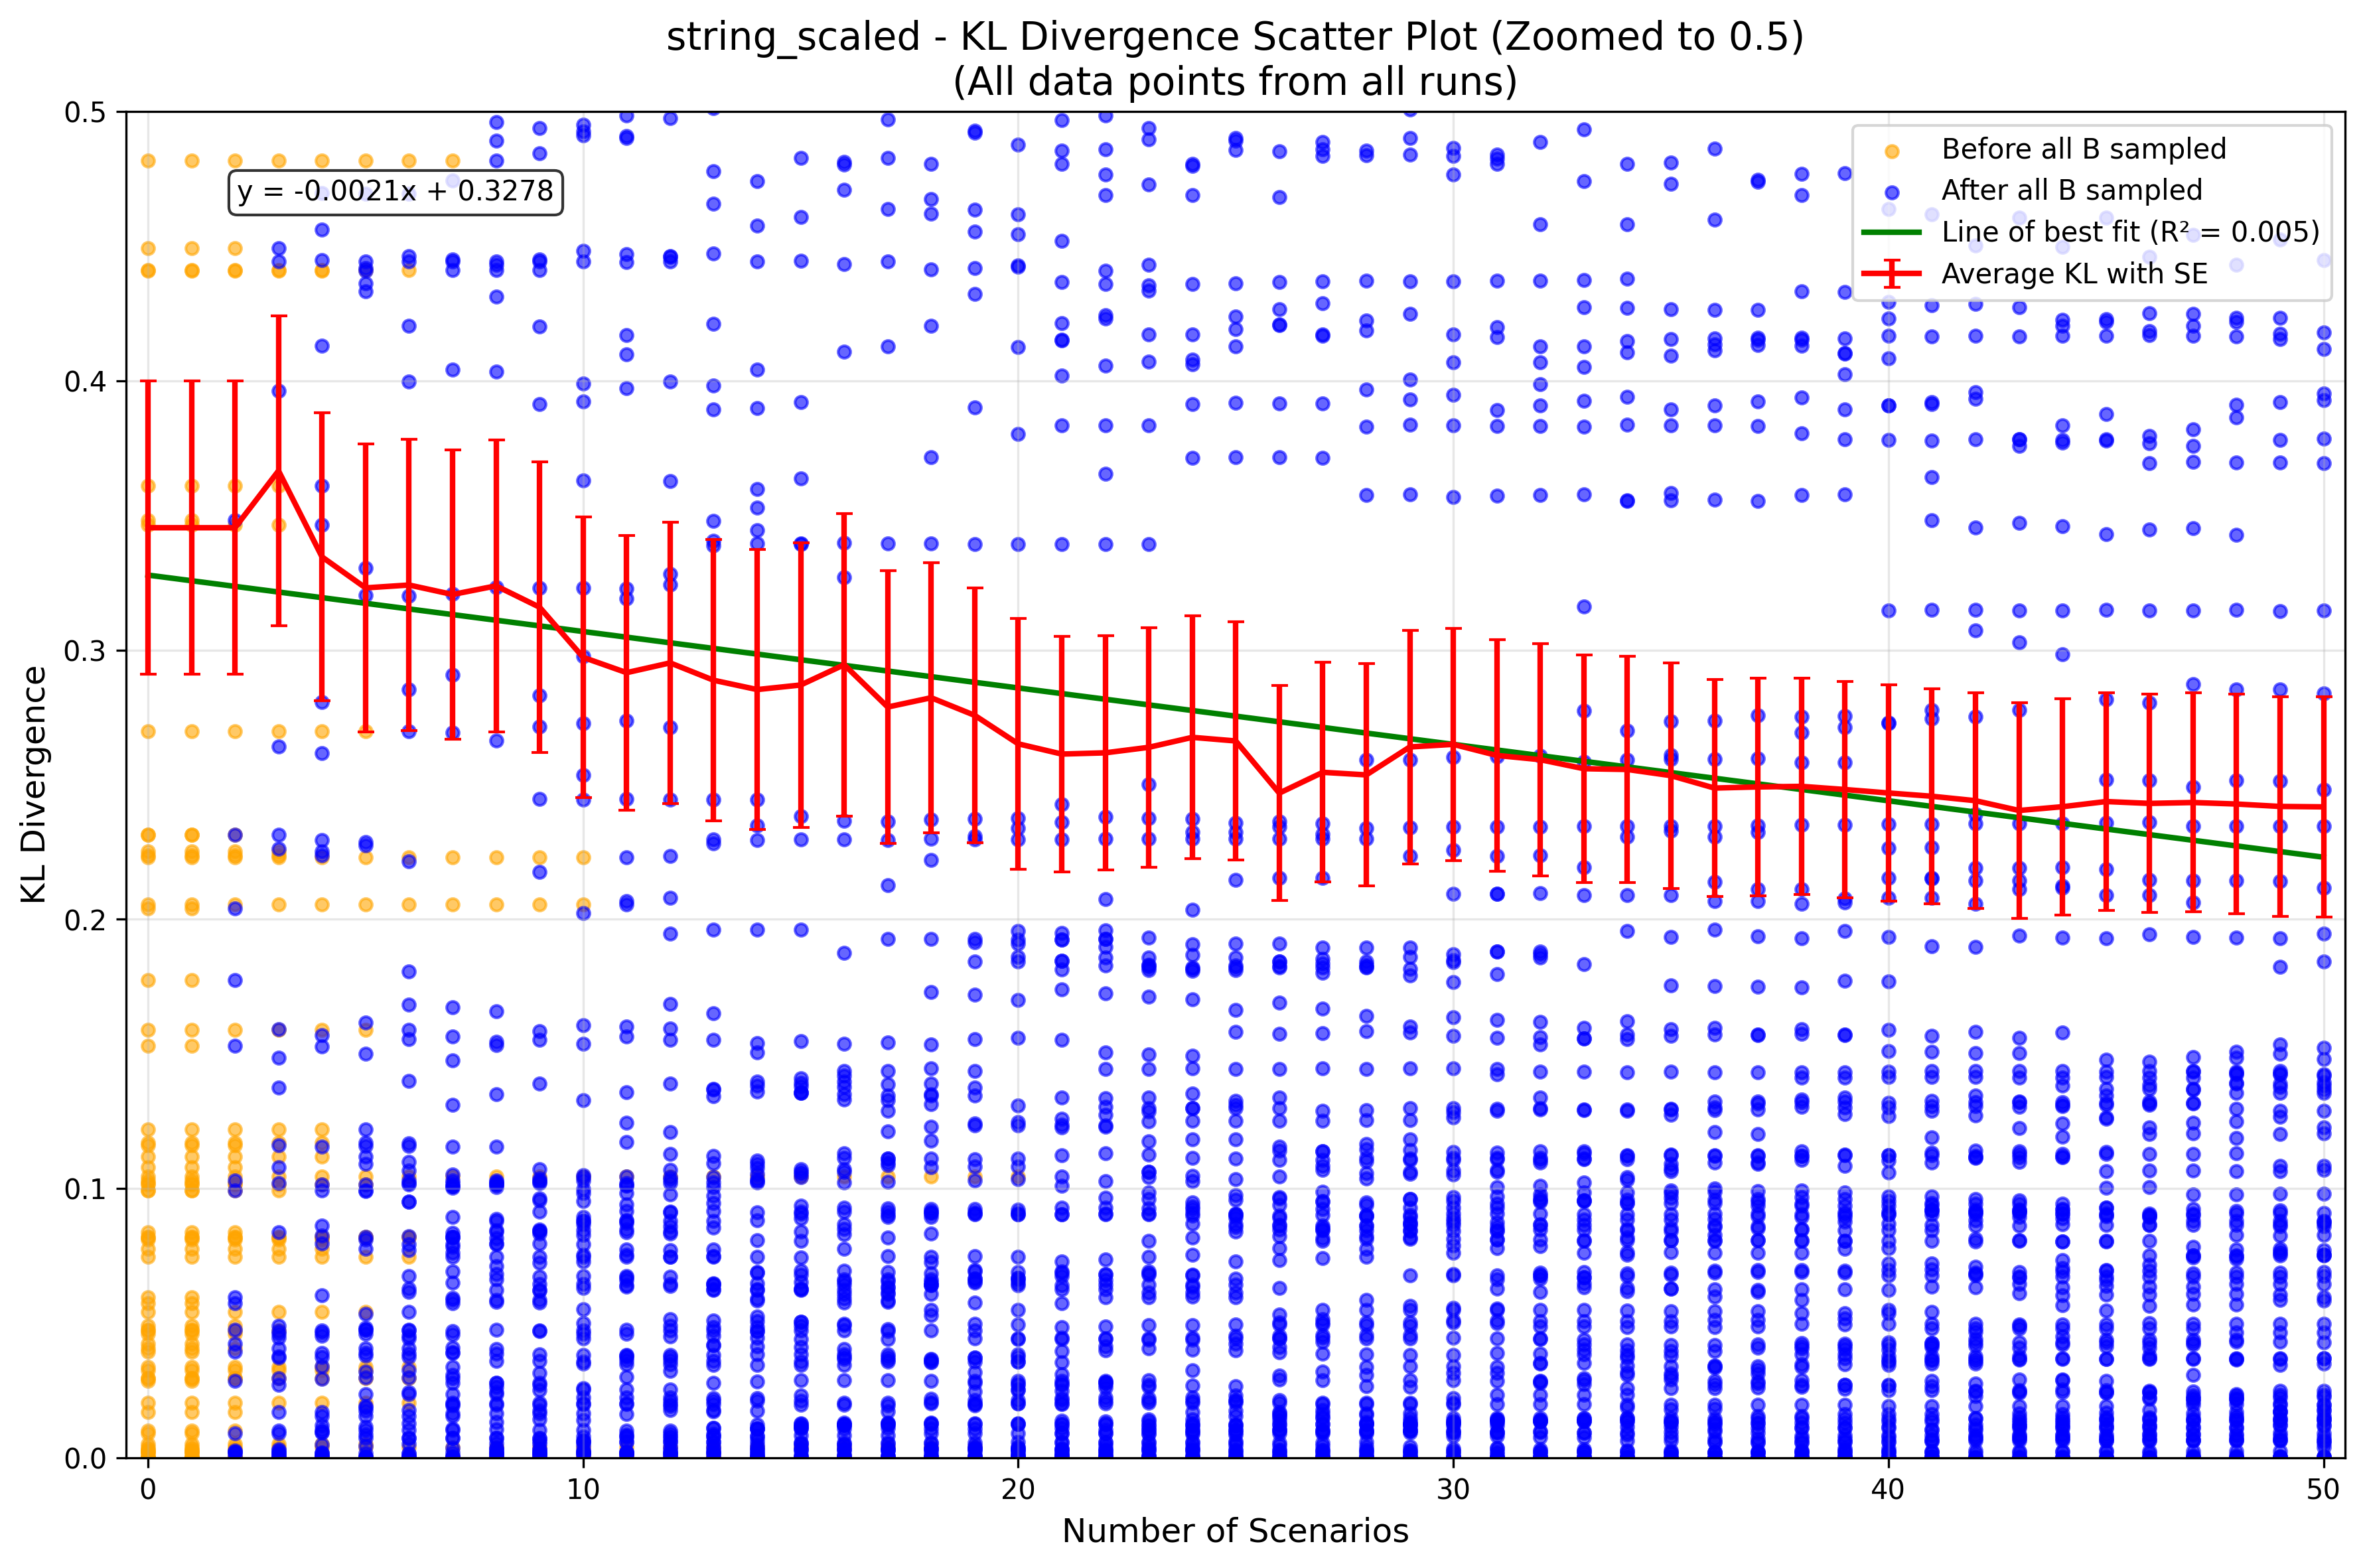 string_scaled - KL Divergence Scatter Plot (Zoomed to 0.5)
(All data points from all runs)
y = -0.0021x + 0.3278
Before all B sampled
After all B sampled
Line of best fit (R² = 0.005)
Average KL with SE
KL Divergence
0.5
0.4
0.3
0.2
0.1
0.0
0
10
20
30
40
50
Number of Scenarios